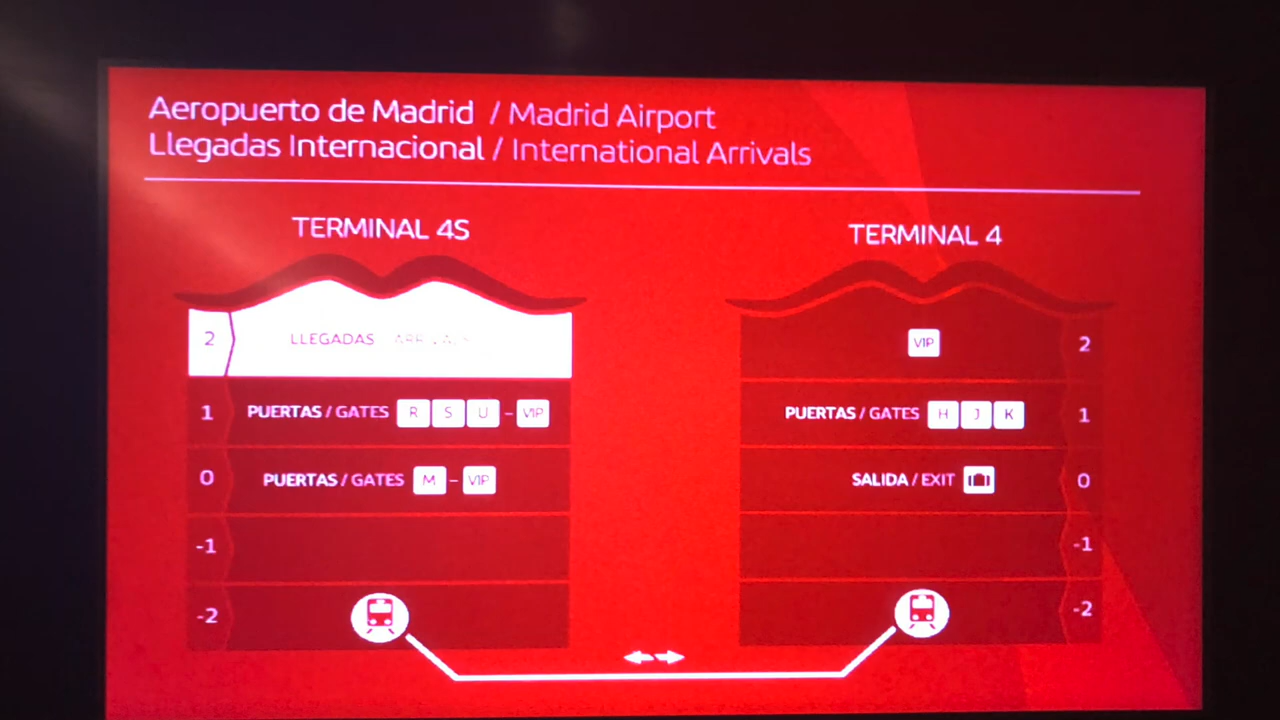 Aeropuerto de Madrid / Madrid Airport
Llegadas Internacional / International Arrivals
TERMINAL 4S
TERMINAL 4
2 LLEGADAS
VIP 2
1 PUERTAS / GATES R S U - VIP
PUERTAS / GATES H J K 1
0 PUERTAS / GATES M - VIP
SALIDA / EXIT 0
-1
-1
-2
-2